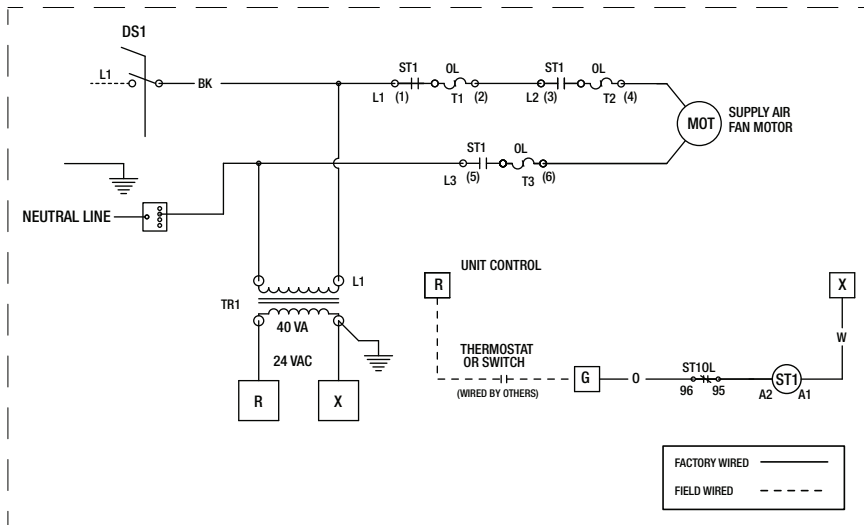 DS1
L1
BK
ST1 OL ST1 OL
L1 (1) T1 (2) L2 (3) T2 (4)
MOT
SUPPLY AIR
FAN MOTOR
ST1 OL
L3 (5) T3 (6)
NEUTRAL LINE
L1
TR1
40 VA
24 VAC
R X
UNIT CONTROL
R
X
THERMOSTAT
OR SWITCH
(WIRED BY OTHERS)
G
O
ST1OL
96 95
ST1
A2 A1
W
FACTORY WIRED
FIELD WIRED